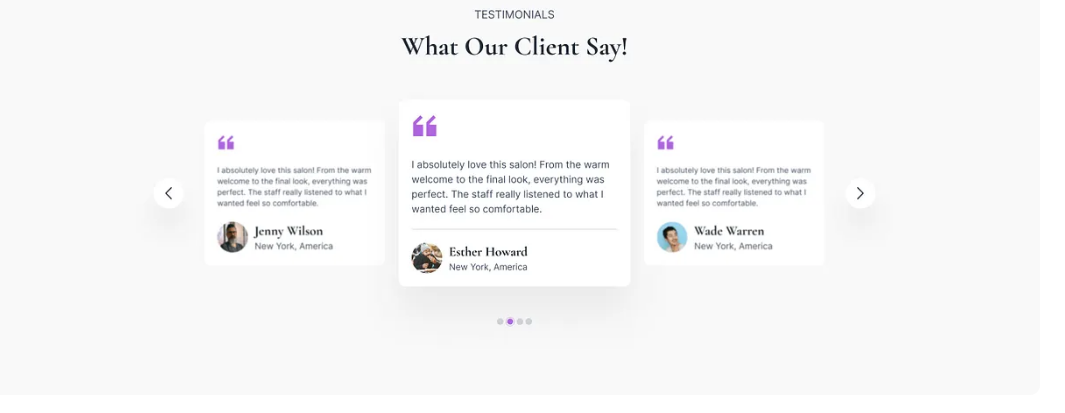 TESTIMONIALS
What Our Client Say!
I absolutely love this salon! From the warm
welcome to the final look, everything was
perfect. The staff really listened to what I
wanted feel so comfortable.
Jenny Wilson
New York, America
I absolutely love this salon! From the warm
welcome to the final look, everything was
perfect. The staff really listened to what I
wanted feel so comfortable.
Esther Howard
New York, America
I absolutely love this salon! From the warm
welcome to the final look, everything was
perfect. The staff really listened to what I
wanted feel so comfortable.
Wade Warren
New York, America